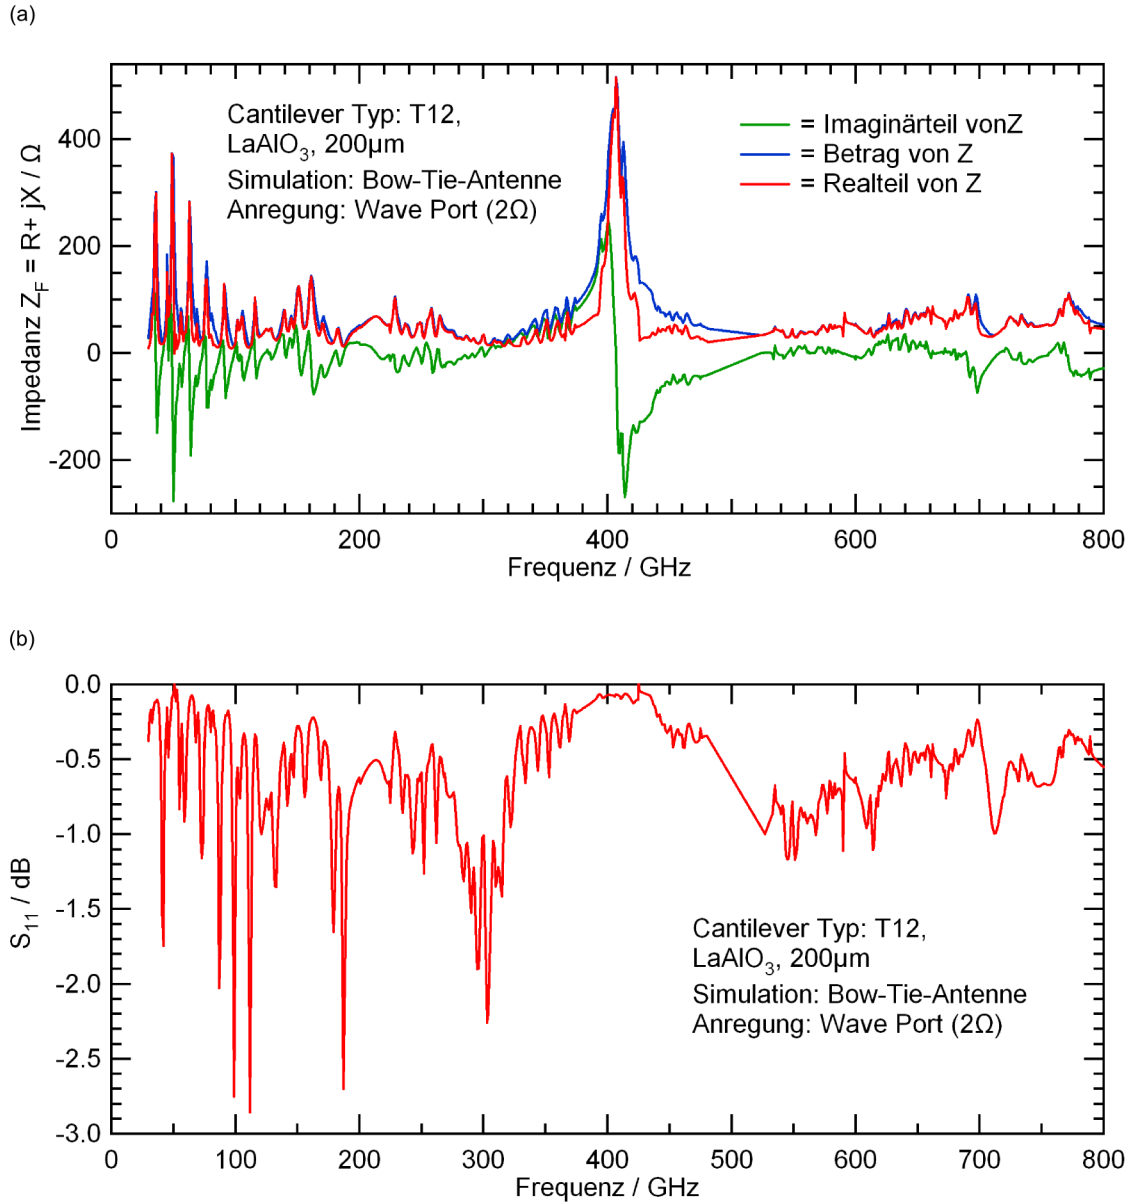 (a)
Impedanz Z_F = R+ jX / Ω
400
200
0
-200
Cantilever Typ: T12,
LaAlO₃, 200µm
Simulation: Bow-Tie-Antenne
Anregung: Wave Port (2Ω)
= Imaginärteil vonZ
= Betrag von Z
= Realteil von Z
0 200 400 600 800
Frequenz / GHz
(b)
S₁₁ / dB
0.0
-0.5
-1.0
-1.5
-2.0
-2.5
-3.0
Cantilever Typ: T12,
LaAlO₃, 200µm
Simulation: Bow-Tie-Antenne
Anregung: Wave Port (2Ω)
0 100 200 300 400 500 600 700 800
Frequenz / GHz